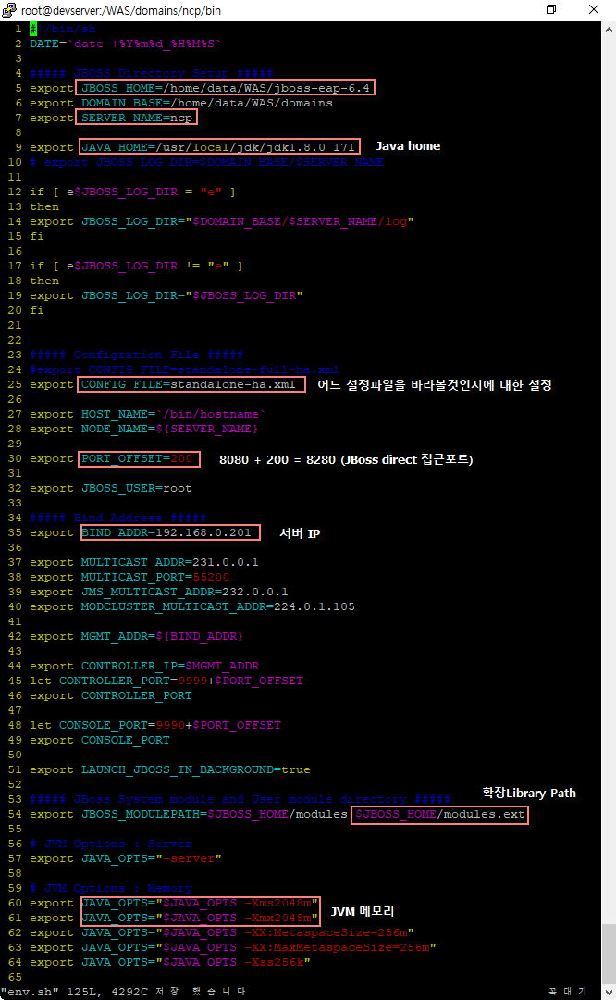 root@devserver:/WAS/domains/ncp/bin
1 #!/bin/sh
2 DATE=`date +%Y%m%d_%H%M%S`
3
4 ##### JBOSS Directory Setup #####
5 export JBOSS_HOME=/home/data/WAS/jboss-eap-6.4
6 export DOMAIN_BASE=/home/data/WAS/domains
7 export SERVER_NAME=ncp
8
9 export JAVA_HOME=/usr/local/jdk/jdk1.8.0_171 Java home
10 # export JBOSS_LOG_DIR=$DOMAIN_BASE/$SERVER_NAME
11
12 if [ e$JBOSS_LOG_DIR = "e" ]
13 then
14 export JBOSS_LOG_DIR="$DOMAIN_BASE/$SERVER_NAME/log"
15 fi
16
17 if [ e$JBOSS_LOG_DIR != "e" ]
18 then
19 export JBOSS_LOG_DIR="$JBOSS_LOG_DIR"
20 fi
21
22
23 ##### Configration File #####
24 #export CONFIG_FILE=standalone-full-ha.xml
25 export CONFIG_FILE=standalone-ha.xml 어느 설정파일을 바라볼것인지에 대한 설정
26
27 export HOST_NAME=`/bin/hostname`
28 export NODE_NAME=${SERVER_NAME}
29
30 export PORT_OFFSET=200 8080 + 200 = 8280 (JBoss direct 접근포트)
31
32 export JBOSS_USER=root
33
34 ##### Bind Address #####
35 export BIND_ADDR=192.168.0.201 서버 IP
36
37 export MULTICAST_ADDR=231.0.0.1
38 export MULTICAST_PORT=55200
39 export JMS_MULTICAST_ADDR=232.0.0.1
40 export MODCLUSTER_MULTICAST_ADDR=224.0.1.105
41
42 export MGMT_ADDR=${BIND_ADDR}
43
44 export CONTROLLER_IP=$MGMT_ADDR
45 let CONTROLLER_PORT=9999+$PORT_OFFSET
46 export CONTROLLER_PORT
47
48 let CONSOLE_PORT=9990+$PORT_OFFSET
49 export CONSOLE_PORT
50
51 export LAUNCH_JBOSS_IN_BACKGROUND=true
52
확장Library Path
53 ##### JBoss System module and User module directory #####
54 export JBOSS_MODULEPATH=$JBOSS_HOME/modules:$JBOSS_HOME/modules.ext
55
56 # JVM Options : Server
57 export JAVA_OPTS="-server"
58
59 # JVM Options : Memory
60 export JAVA_OPTS="$JAVA_OPTS -Xms2048m"
61 export JAVA_OPTS="$JAVA_OPTS -Xmx2048m" JVM 메모리
62 export JAVA_OPTS="$JAVA_OPTS -XX:MetaspaceSize=256m"
63 export JAVA_OPTS="$JAVA_OPTS -XX:MaxMetaspaceSize=256m"
64 export JAVA_OPTS="$JAVA_OPTS -Xss256k"
65
"env.sh" 125L, 4292C 저장 했습니다 꼭대기